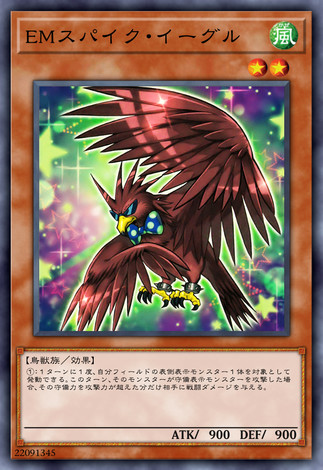 EMスパイク・イーグル
風
【鳥獣族/効果】
①：１ターンに１度、自分フィールドの表側表示モンスター１体を対象として
発動できる。このターン、そのモンスターが守備表示モンスターを攻撃した場
合、その守備力を攻撃力が超えた分だけ相手に戦闘ダメージを与える。
ATK/ 900 DEF/ 900
22091345